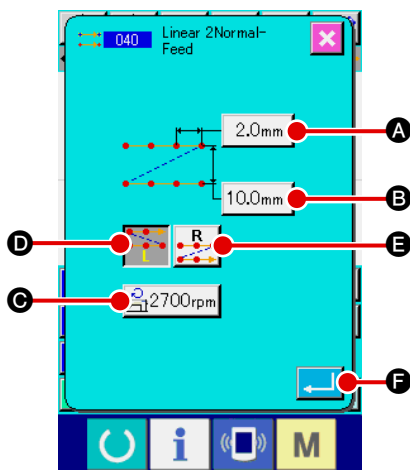 040 Linear 2Normal-
Feed
2.0mm
A
10.0mm
B
D
L
R
E
C
2700rpm
F
i
M